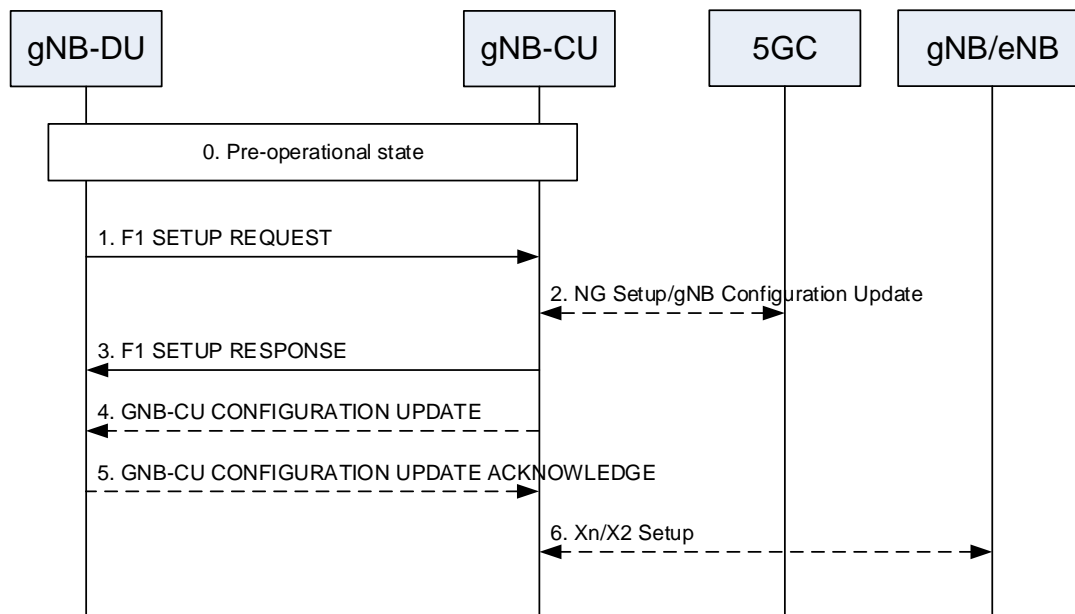 gNB-DU
gNB-CU
5GC
gNB/eNB
0. Pre-operational state
1. F1 SETUP REQUEST
2. NG Setup/gNB Configuration Update
3. F1 SETUP RESPONSE
4. GNB-CU CONFIGURATION UPDATE
5. GNB-CU CONFIGURATION UPDATE ACKNOWLEDGE
6. Xn/X2 Setup